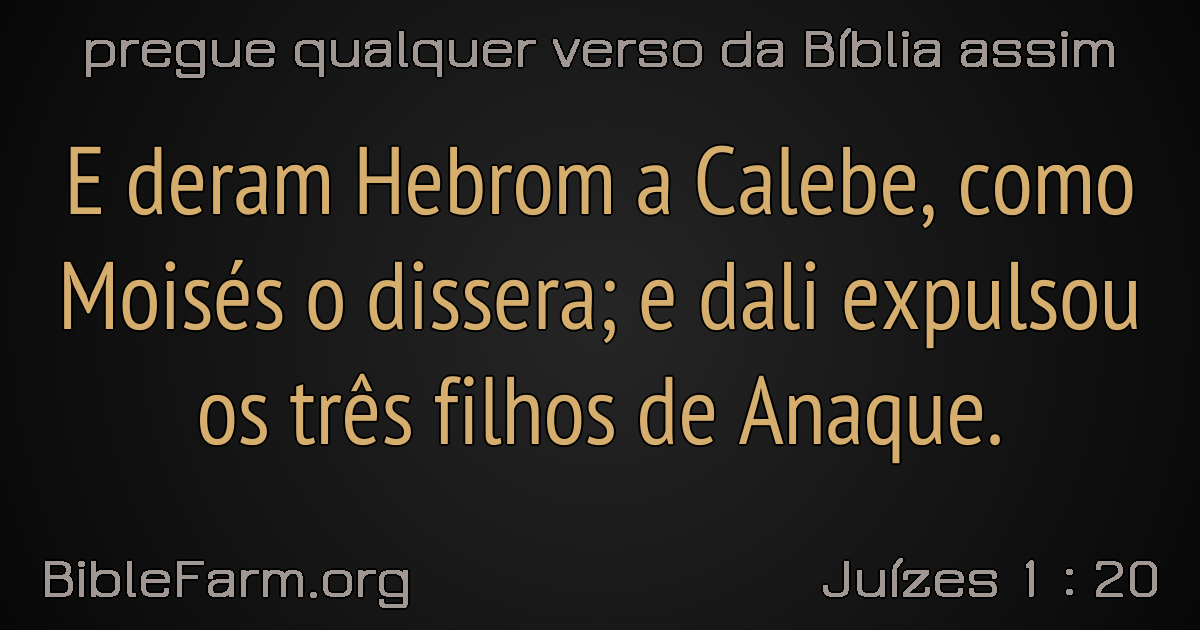 pregue qualquer verso da Bíblia assim
E deram Hebrom a Calebe, como
Moisés o dissera; e dali expulsou
os três filhos de Anaque.
BibleFarm.org
Juízes 1 : 20